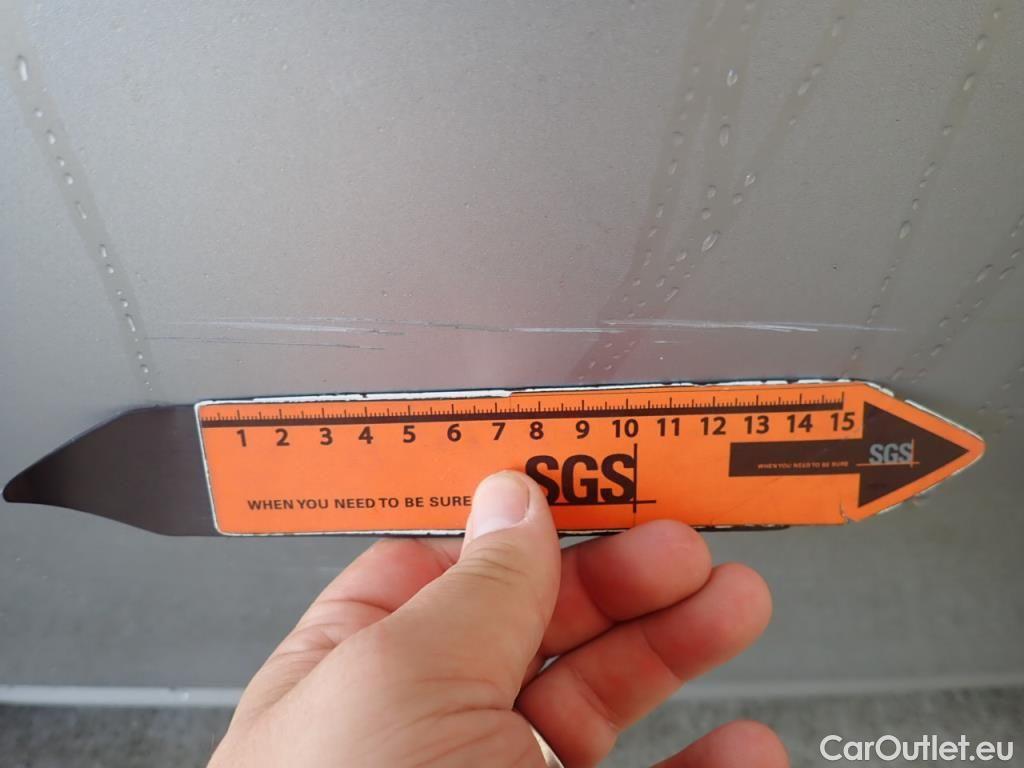 1 2 3 4 5 6 7 8 9 10 11 12 13 14 15
SGS
WHEN YOU NEED TO BE SURE
WHEN YOU NEED TO BE SURE
SGS
CarOutlet.eu